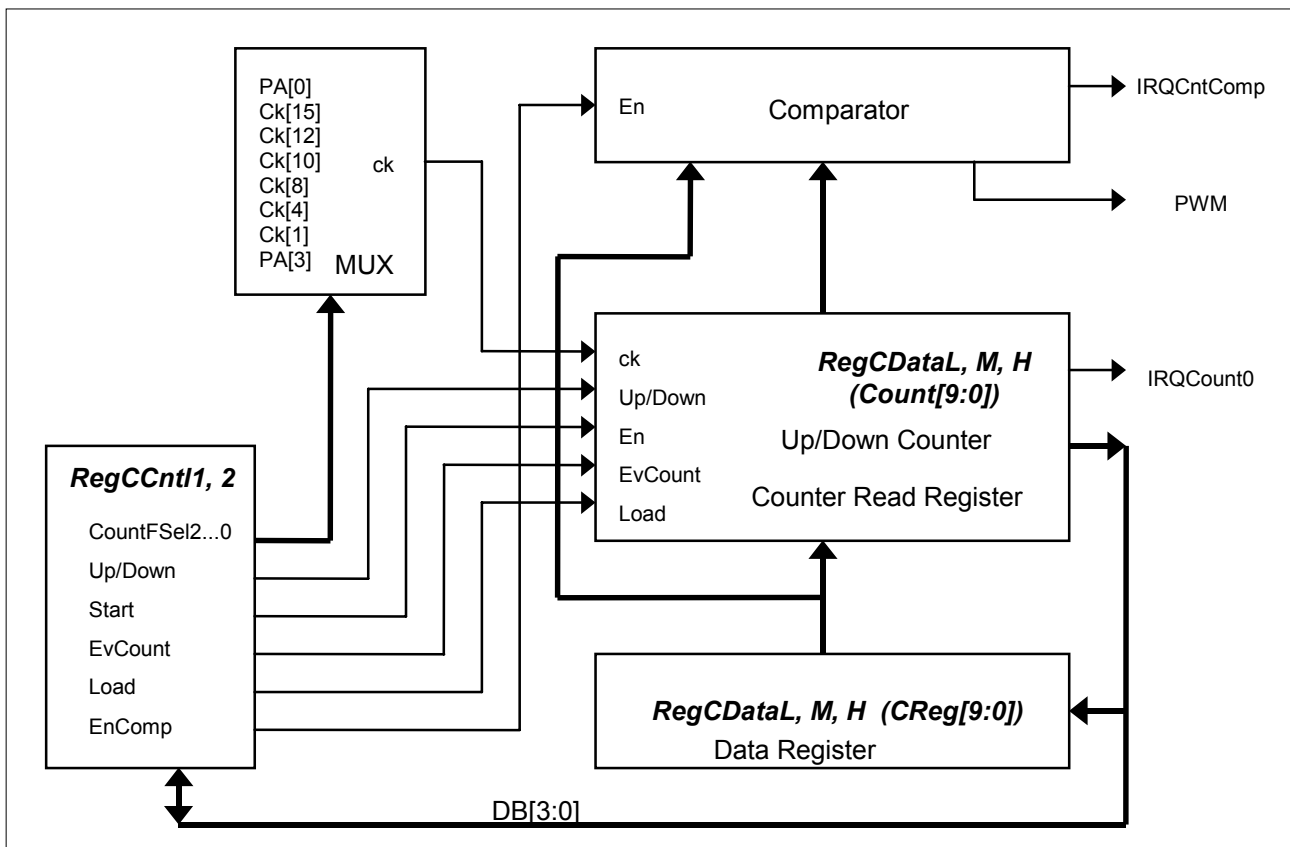 PA[0]
Ck[15]
Ck[12]
Ck[10]
Ck[8]
Ck[4]
Ck[1]
PA[3]
ck
MUX
En
Comparator
IRQCntComp
PWM
ck
Up/Down
En
EvCount
Load
RegCDataL, M, H
(Count[9:0])
Up/Down Counter
Counter Read Register
IRQCount0
RegCCntl1, 2
CountFSel2...0
Up/Down
Start
EvCount
Load
EnComp
RegCDataL, M, H (CReg[9:0])
Data Register
DB[3:0]